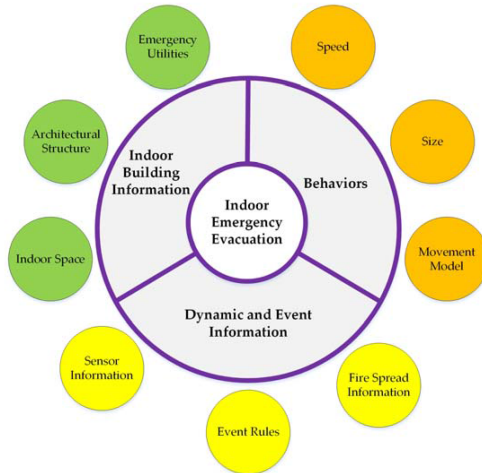 Emergency
Utilities
Speed
Architectural
Structure
Size
Indoor
Building
Information
Behaviors
Indoor
Emergency
Evacuation
Indoor Space
Movement
Model
Dynamic and Event
Information
Sensor
Information
Fire Spread
Information
Event Rules